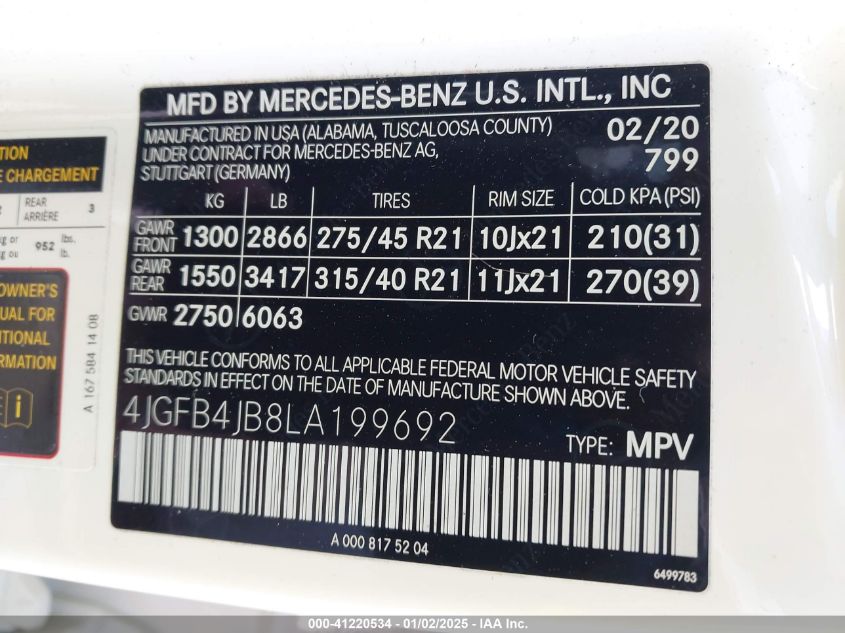 MFD BY MERCEDES-BENZ U.S. INTL., INC
MANUFACTURED IN USA (ALABAMA, TUSCALOOSA COUNTY) 02/20
UNDER CONTRACT FOR MERCEDES-BENZ AG, 799
STUTTGART (GERMANY)
KG LB TIRES RIM SIZE COLD KPA (PSI)
GAWR FRONT 1300 2866 275/45 R21 10Jx21 210(31)
GAWR REAR 1550 3417 315/40 R21 11Jx21 270(39)
GVWR 2750 6063
THIS VEHICLE CONFORMS TO ALL APPLICABLE FEDERAL MOTOR VEHICLE SAFETY
STANDARDS IN EFFECT ON THE DATE OF MANUFACTURE SHOWN ABOVE.
4JGFB4JB8LA199692 TYPE: MPV
A 000 817 52 04
6499783
E CHARGEMENT
REAR 3
ARRIÈRE
kg or 952 lbs.
kg ou lb.
OWNER'S
FOR
A 167 584 14 08
i
000-41220534 - 01/02/2025 - IAA Inc.